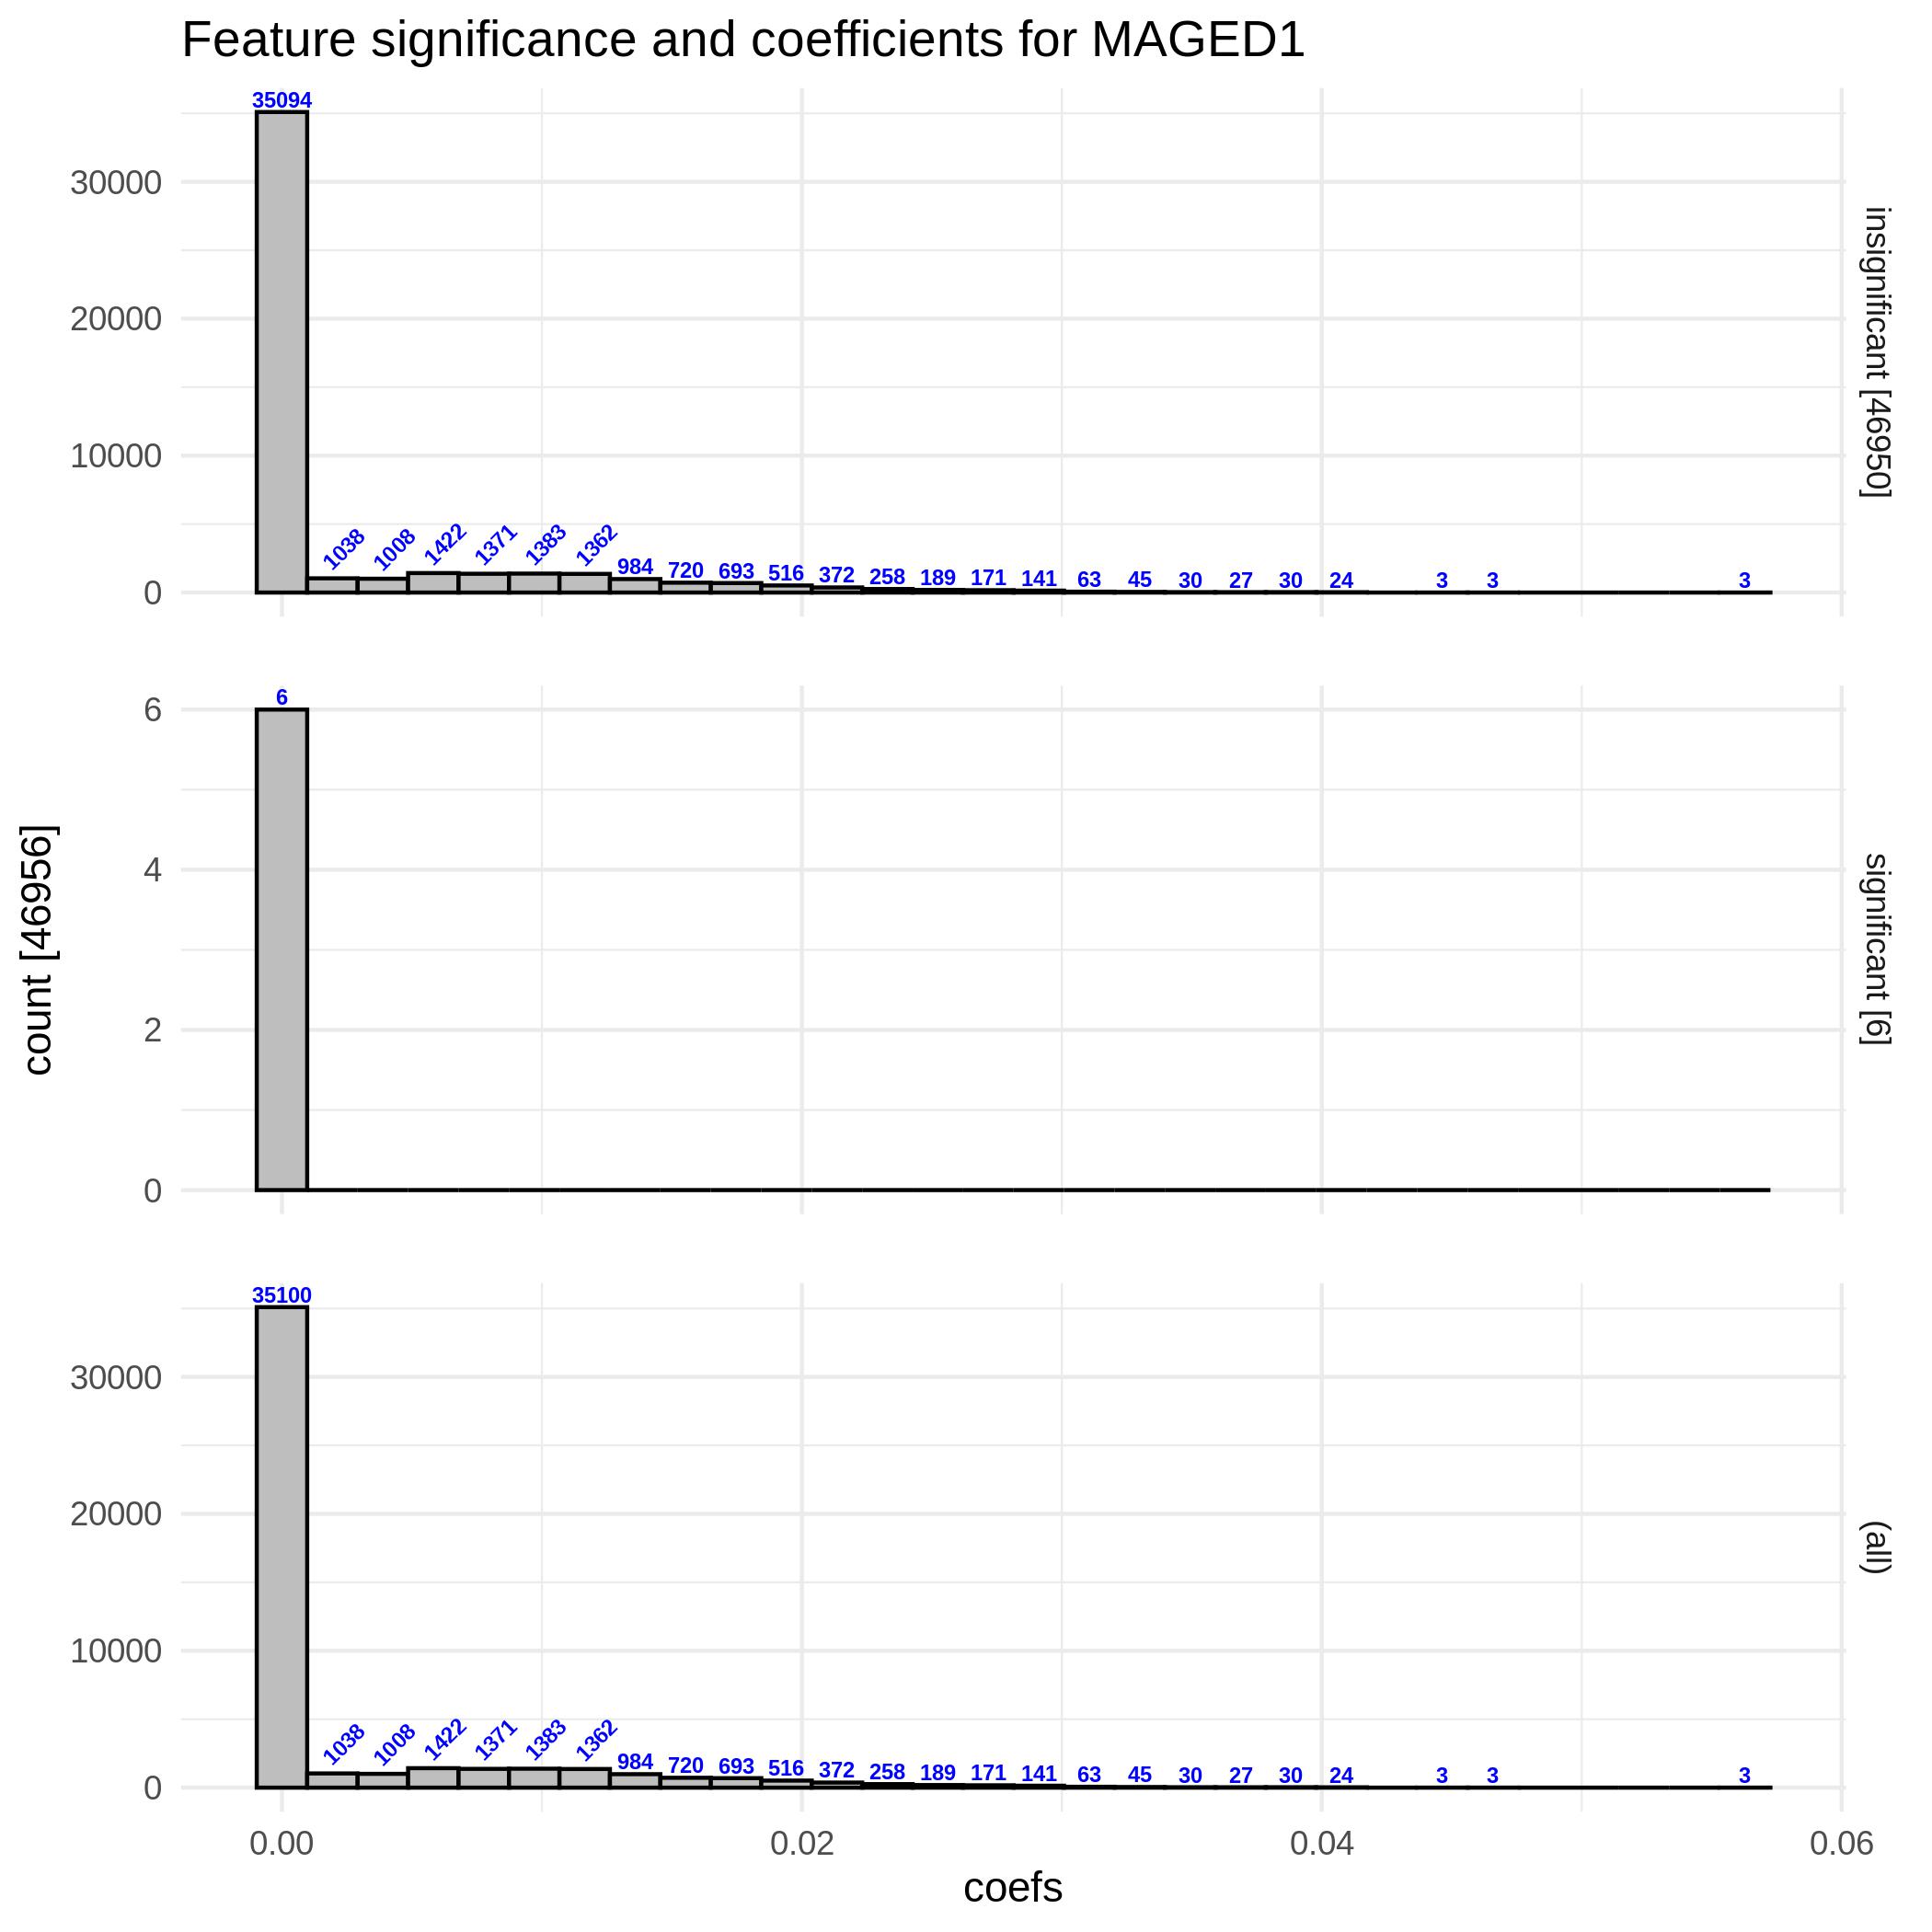 Feature significance and coefficients for MAGED1
35094
30000
20000
10000
0
1038 1008 1422 1371 1383 1362 984 720 693 516 372 258 189 171 141 63 45 30 27 30 24 3 3 3
insignificant [46950]
6
6
4
2
0
significant [6]
count [46956]
35100
30000
20000
10000
0
1038 1008 1422 1371 1383 1362 984 720 693 516 372 258 189 171 141 63 45 30 27 30 24 3 3 3
(all)
0.00 0.02 0.04 0.06
coefs